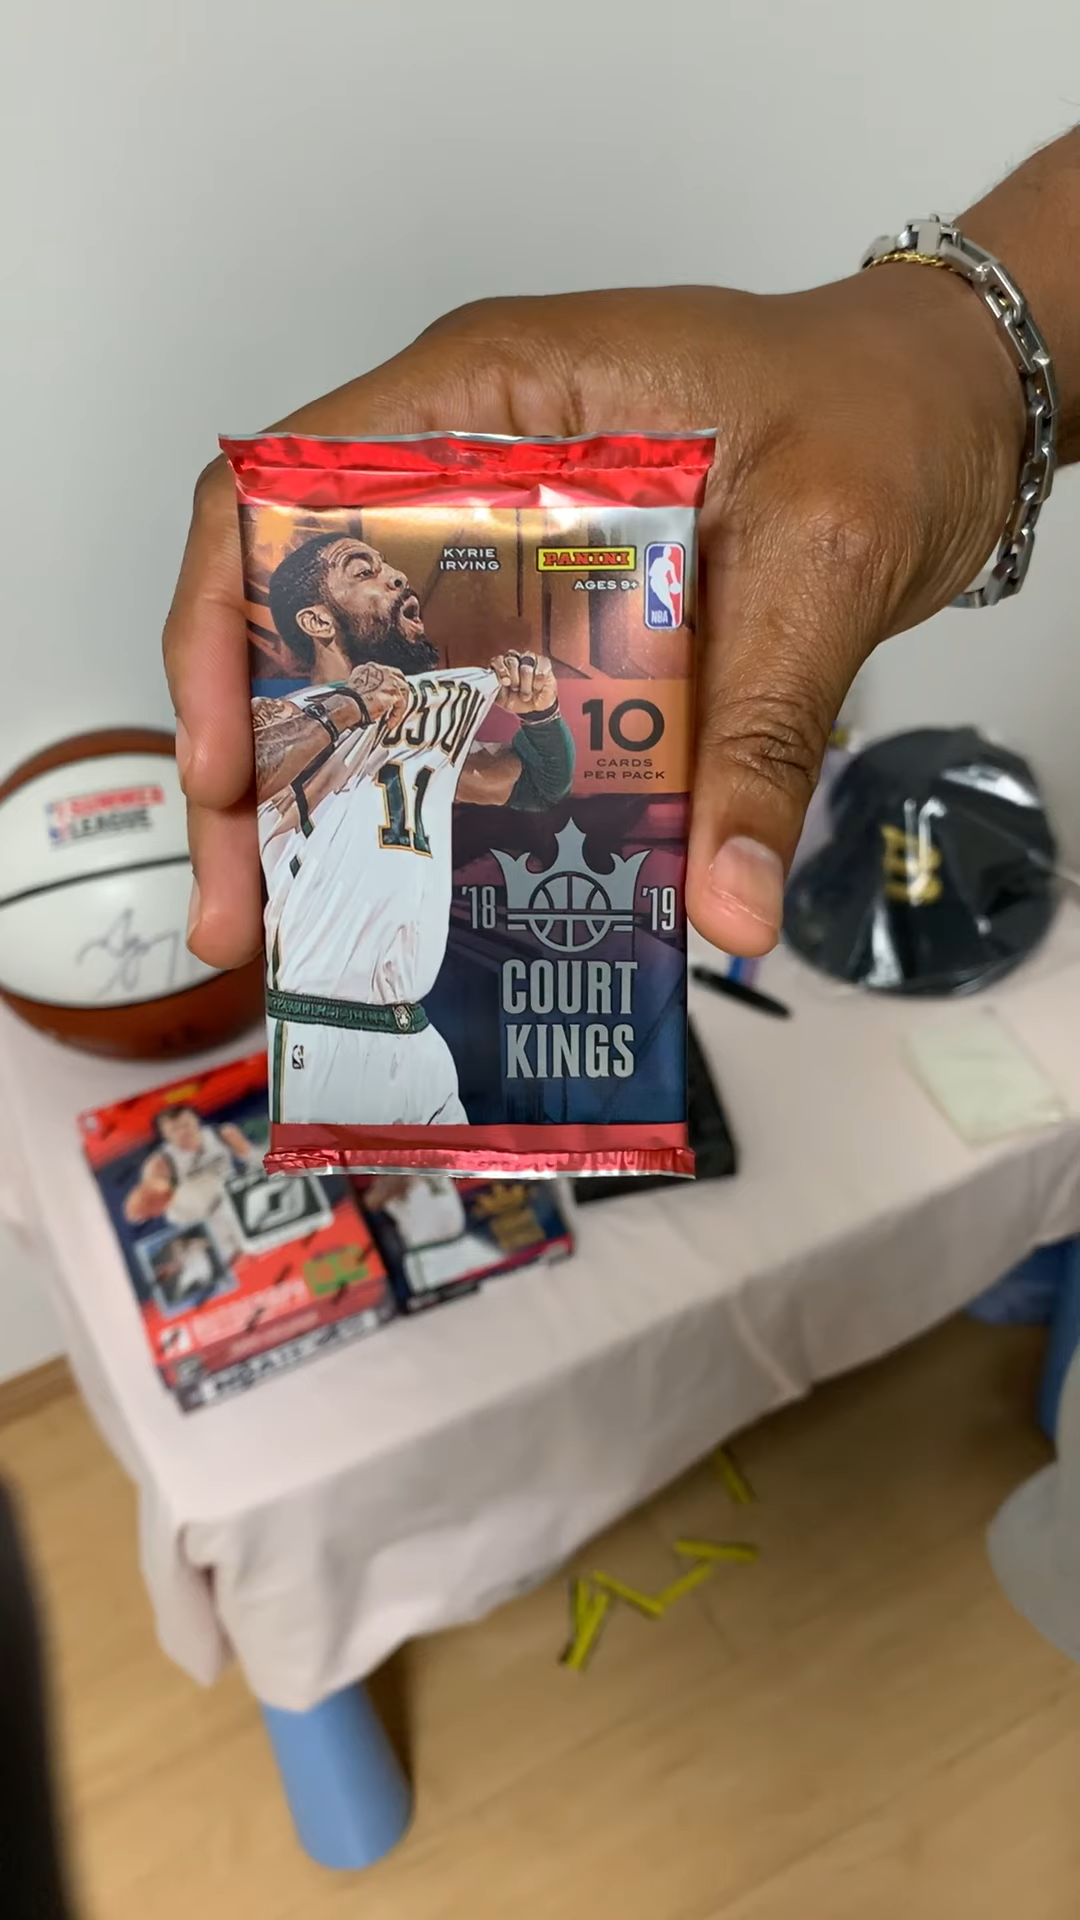 KYRIE
IRVING
PANINI
AGES 9+
NBA
10
CARDS
PER PACK
BOSTON
11
'18 '19
COURT
KINGS
SUMMER
LEAGUE